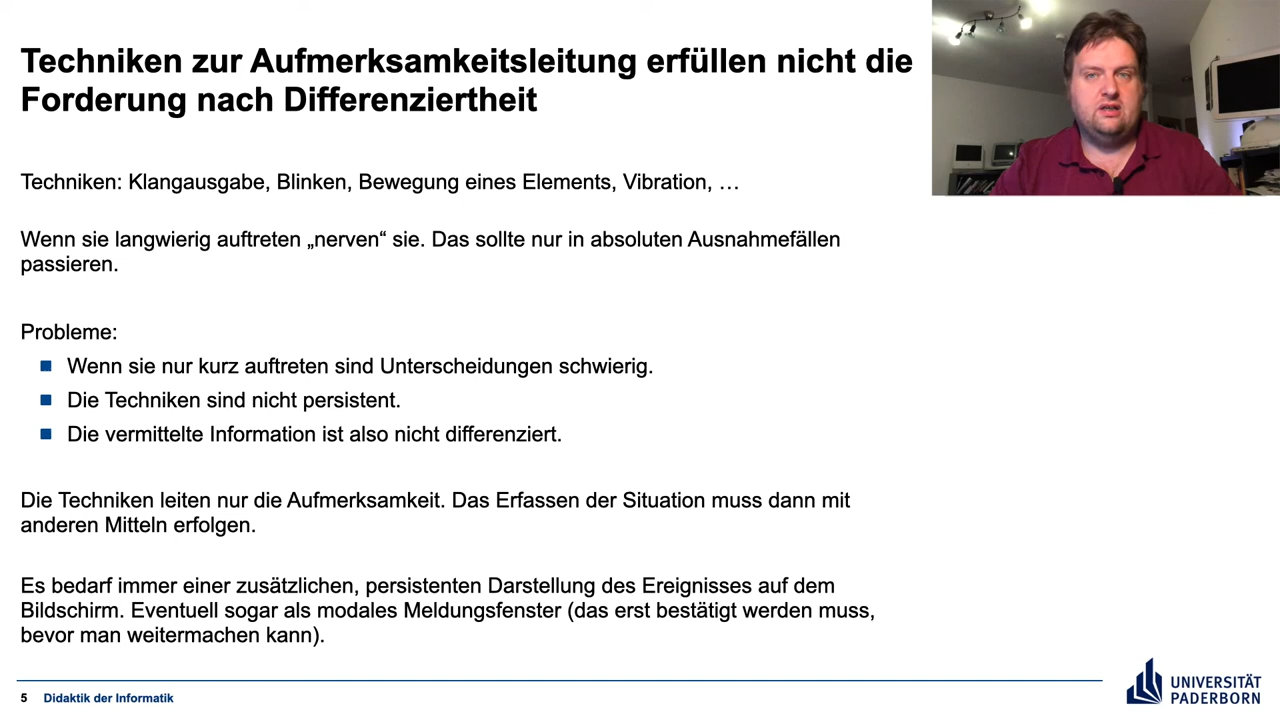 Techniken zur Aufmerksamkeitsleitung erfüllen nicht die
Forderung nach Differenziertheit
Techniken: Klangausgabe, Blinken, Bewegung eines Elements, Vibration, …
Wenn sie langwierig auftreten „nerven“ sie. Das sollte nur in absoluten Ausnahmefällen
passieren.
Probleme:
Wenn sie nur kurz auftreten sind Unterscheidungen schwierig.
Die Techniken sind nicht persistent.
Die vermittelte Information ist also nicht differenziert.
Die Techniken leiten nur die Aufmerksamkeit. Das Erfassen der Situation muss dann mit
anderen Mitteln erfolgen.
Es bedarf immer einer zusätzlichen, persistenten Darstellung des Ereignisses auf dem
Bildschirm. Eventuell sogar als modales Meldungsfenster (das erst bestätigt werden muss,
bevor man weitermachen kann).
5 Didaktik der Informatik
UNIVERSITÄT
PADERBORN